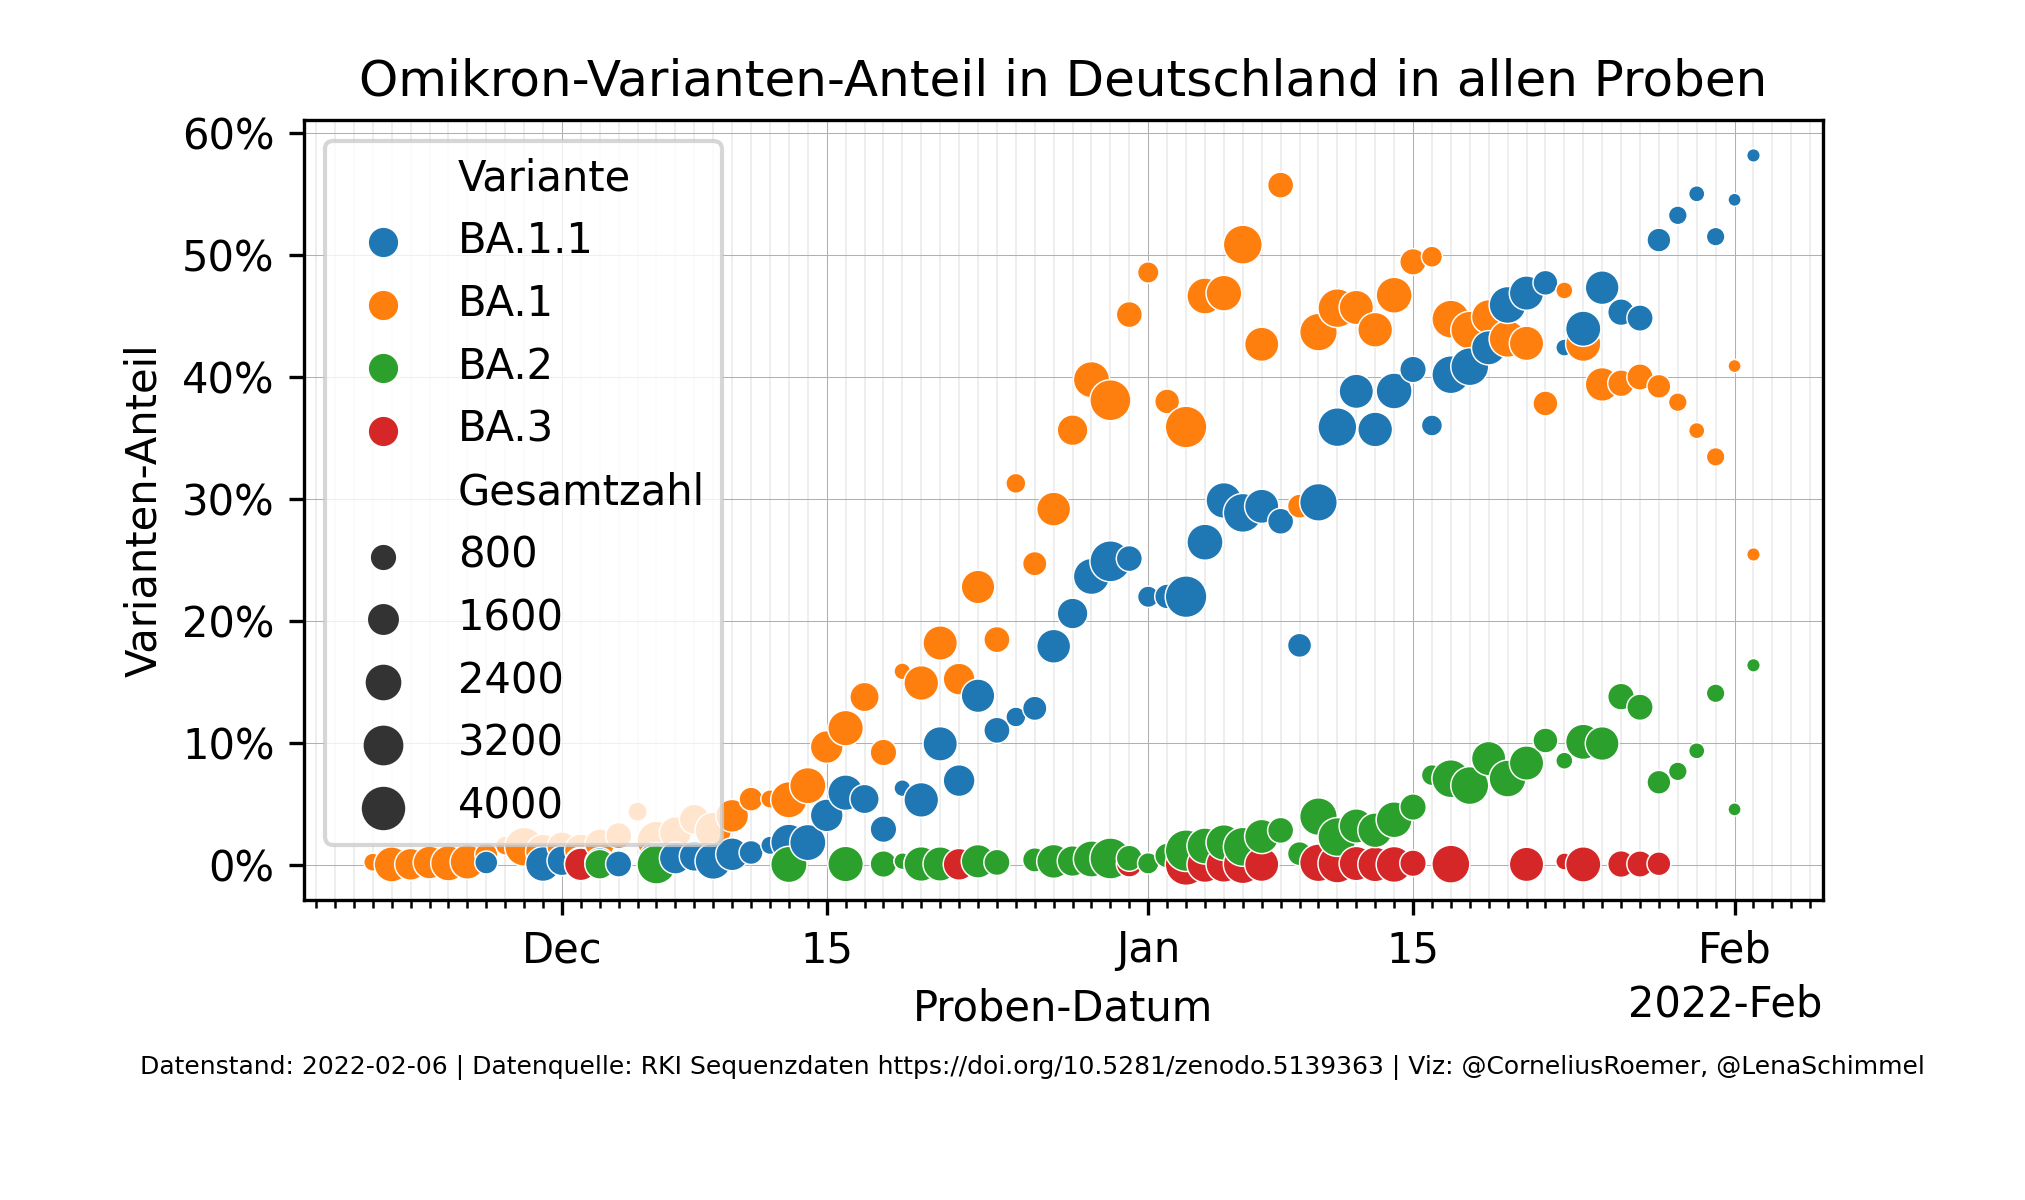 Omikron-Varianten-Anteil in Deutschland in allen Proben
60%
50%
40%
30%
20%
10%
0%
Varianten-Anteil
Variante
BA.1.1
BA.1
BA.2
BA.3
Gesamtzahl
800
1600
2400
3200
4000
Dec 15 Jan 15 Feb
Proben-Datum
2022-Feb
Datenstand: 2022-02-06 | Datenquelle: RKI Sequenzdaten https://doi.org/10.5281/zenodo.5139363 | Viz: @CorneliusRoemer, @LenaSchimmel